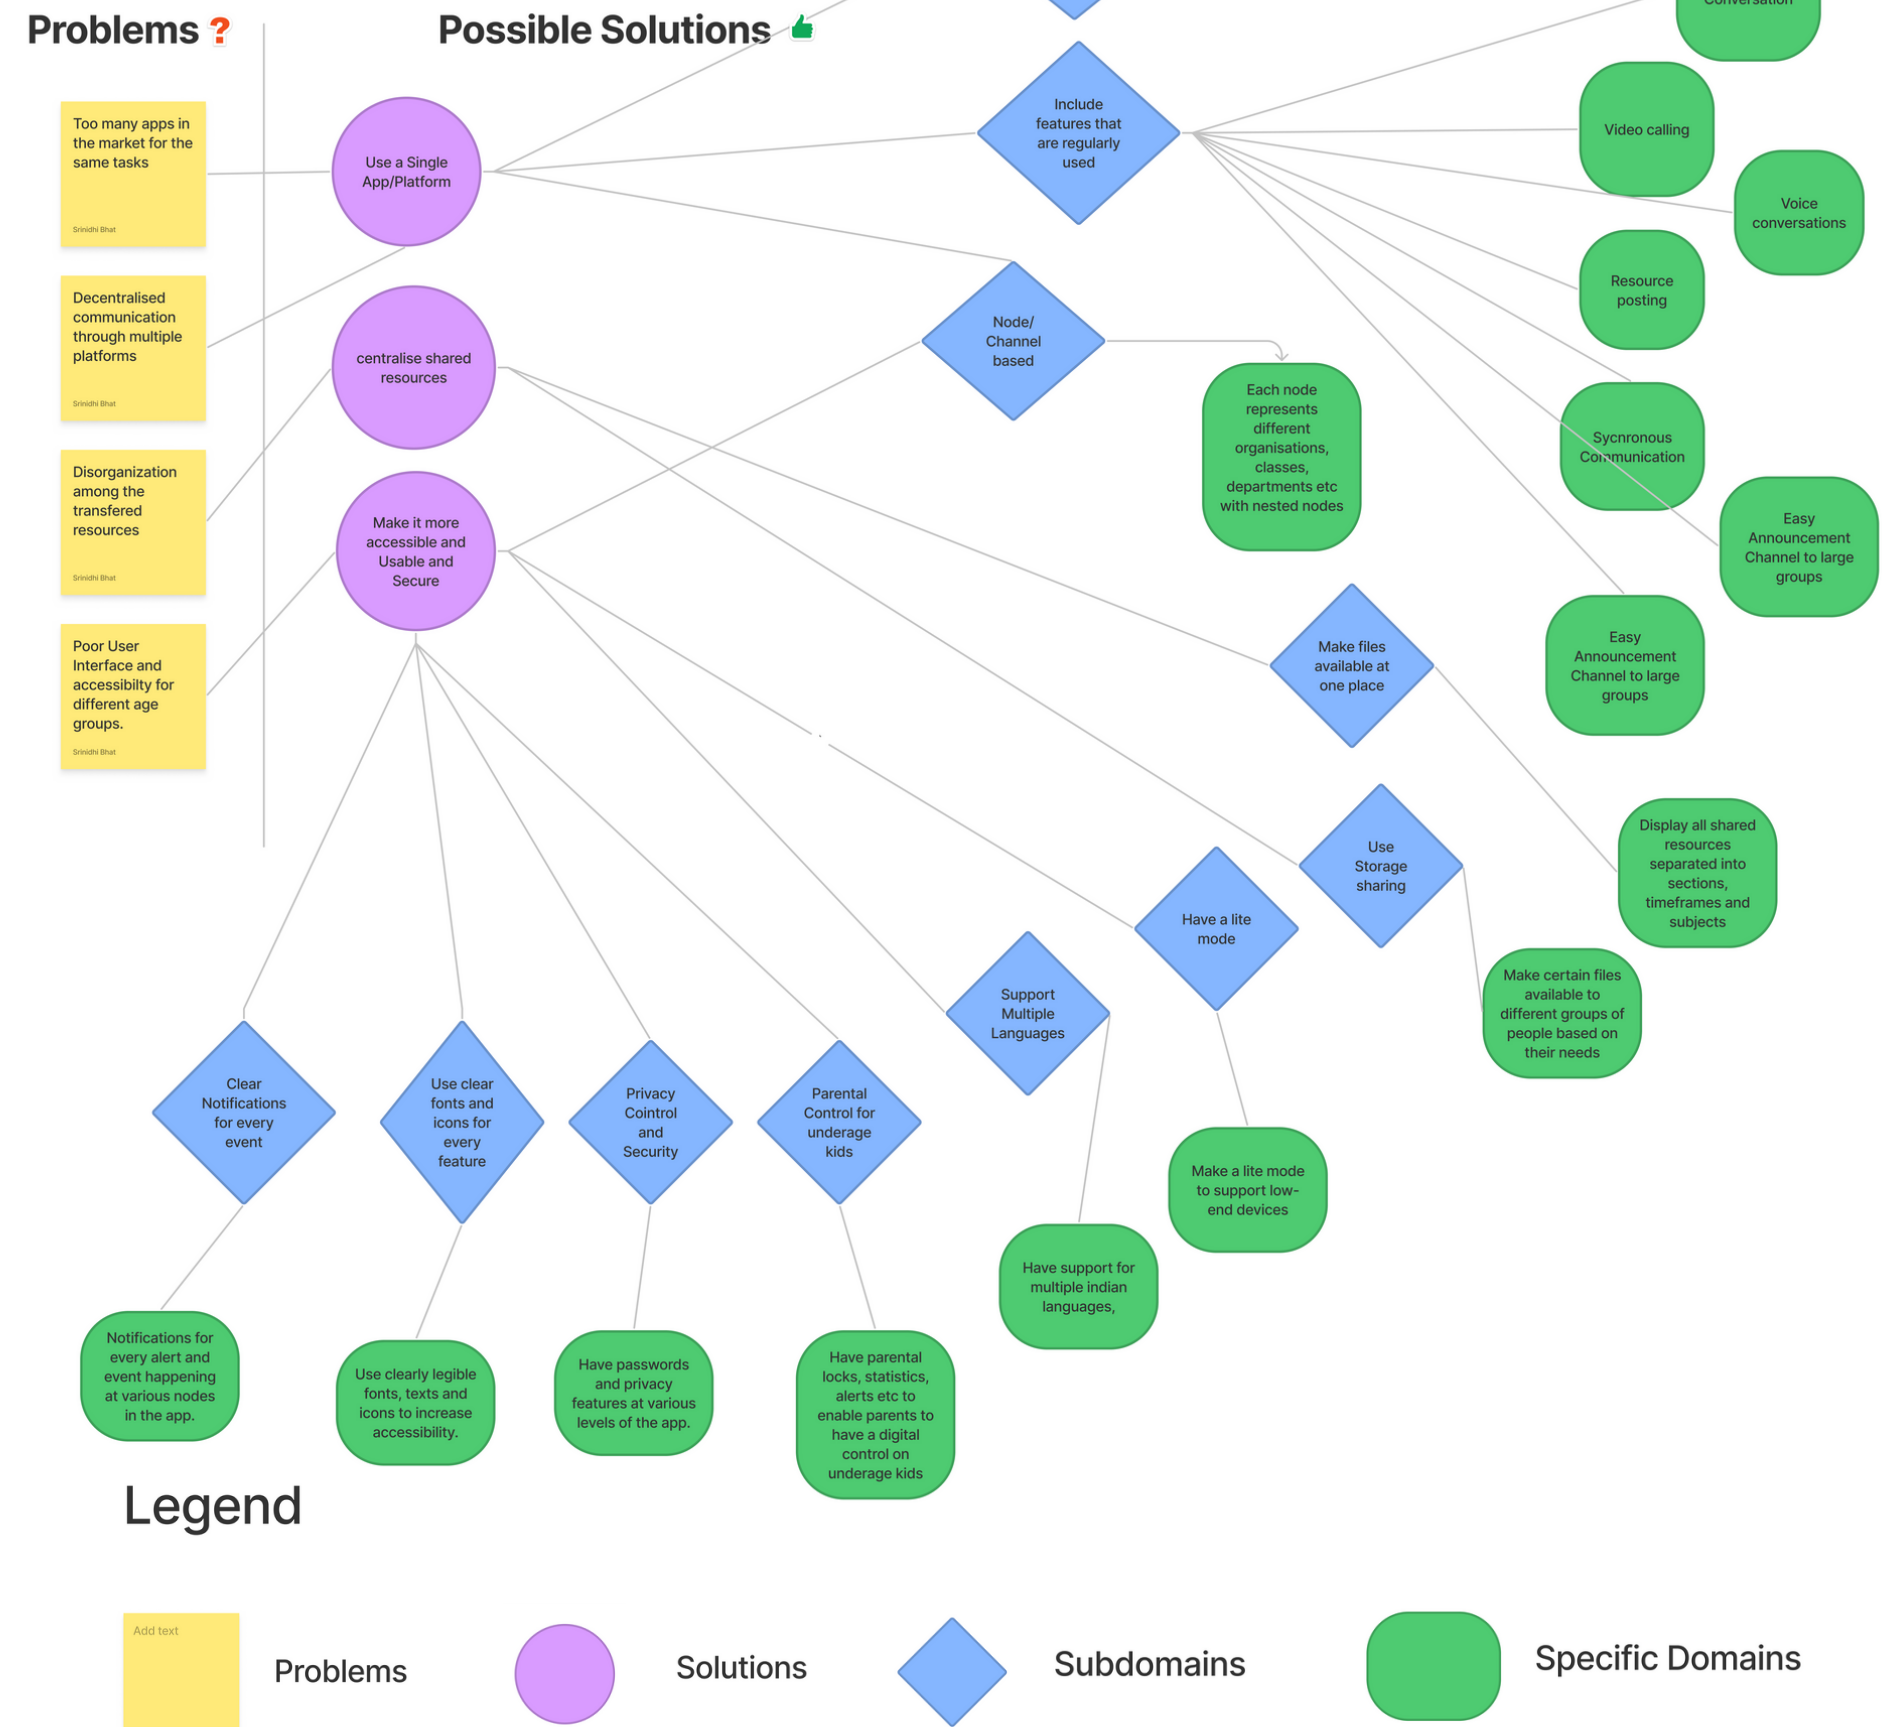 Problems
Possible Solutions
Conversation
Too many apps in
the market for the
same tasks
Srinidhi Bhat
Use a Single
App/Platform
Include
features that
are regularly
used
Video calling
Voice
conversations
Resource
posting
Decentralised
communication
through multiple
platforms
Srinidhi Bhat
centralise shared
resources
Node/
Channel
based
Each node
represents
different
organisations,
classes,
departments etc
with nested nodes
Sycnronous
Communication
Easy
Announcement
Channel to large
groups
Disorganization
among the
transfered
resources
Srinidhi Bhat
Make it more
accessible and
Usable and
Secure
Easy
Announcement
Channel to large
groups
Make files
available at
one place
Poor User
Interface and
accessibilty for
different age
groups.
Srinidhi Bhat
Display all shared
resources
separated into
sections,
timeframes and
subjects
Use
Storage
sharing
Have a lite
mode
Support
Multiple
Languages
Make certain files
available to
different groups of
people based on
their needs
Clear
Notifications
for every
event
Use clear
fonts and
icons for
every
feature
Privacy
Cointrol
and
Security
Parental
Control for
underage
kids
Make a lite mode
to support low-
end devices
Have support for
multiple indian
languages,
Notifications for
every alert and
event happening
at various nodes
in the app.
Use clearly legible
fonts, texts and
icons to increase
accessibility.
Have passwords
and privacy
features at various
levels of the app.
Have parental
locks, statistics,
alerts etc to
enable parents to
have a digital
control on
underage kids
Legend
Add text
Problems
Solutions
Subdomains
Specific Domains